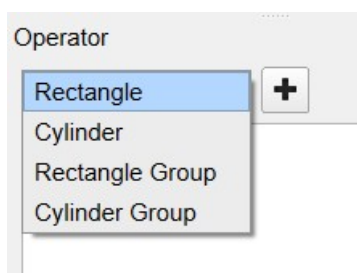 Operator
Rectangle
Cylinder
Rectangle Group
Cylinder Group